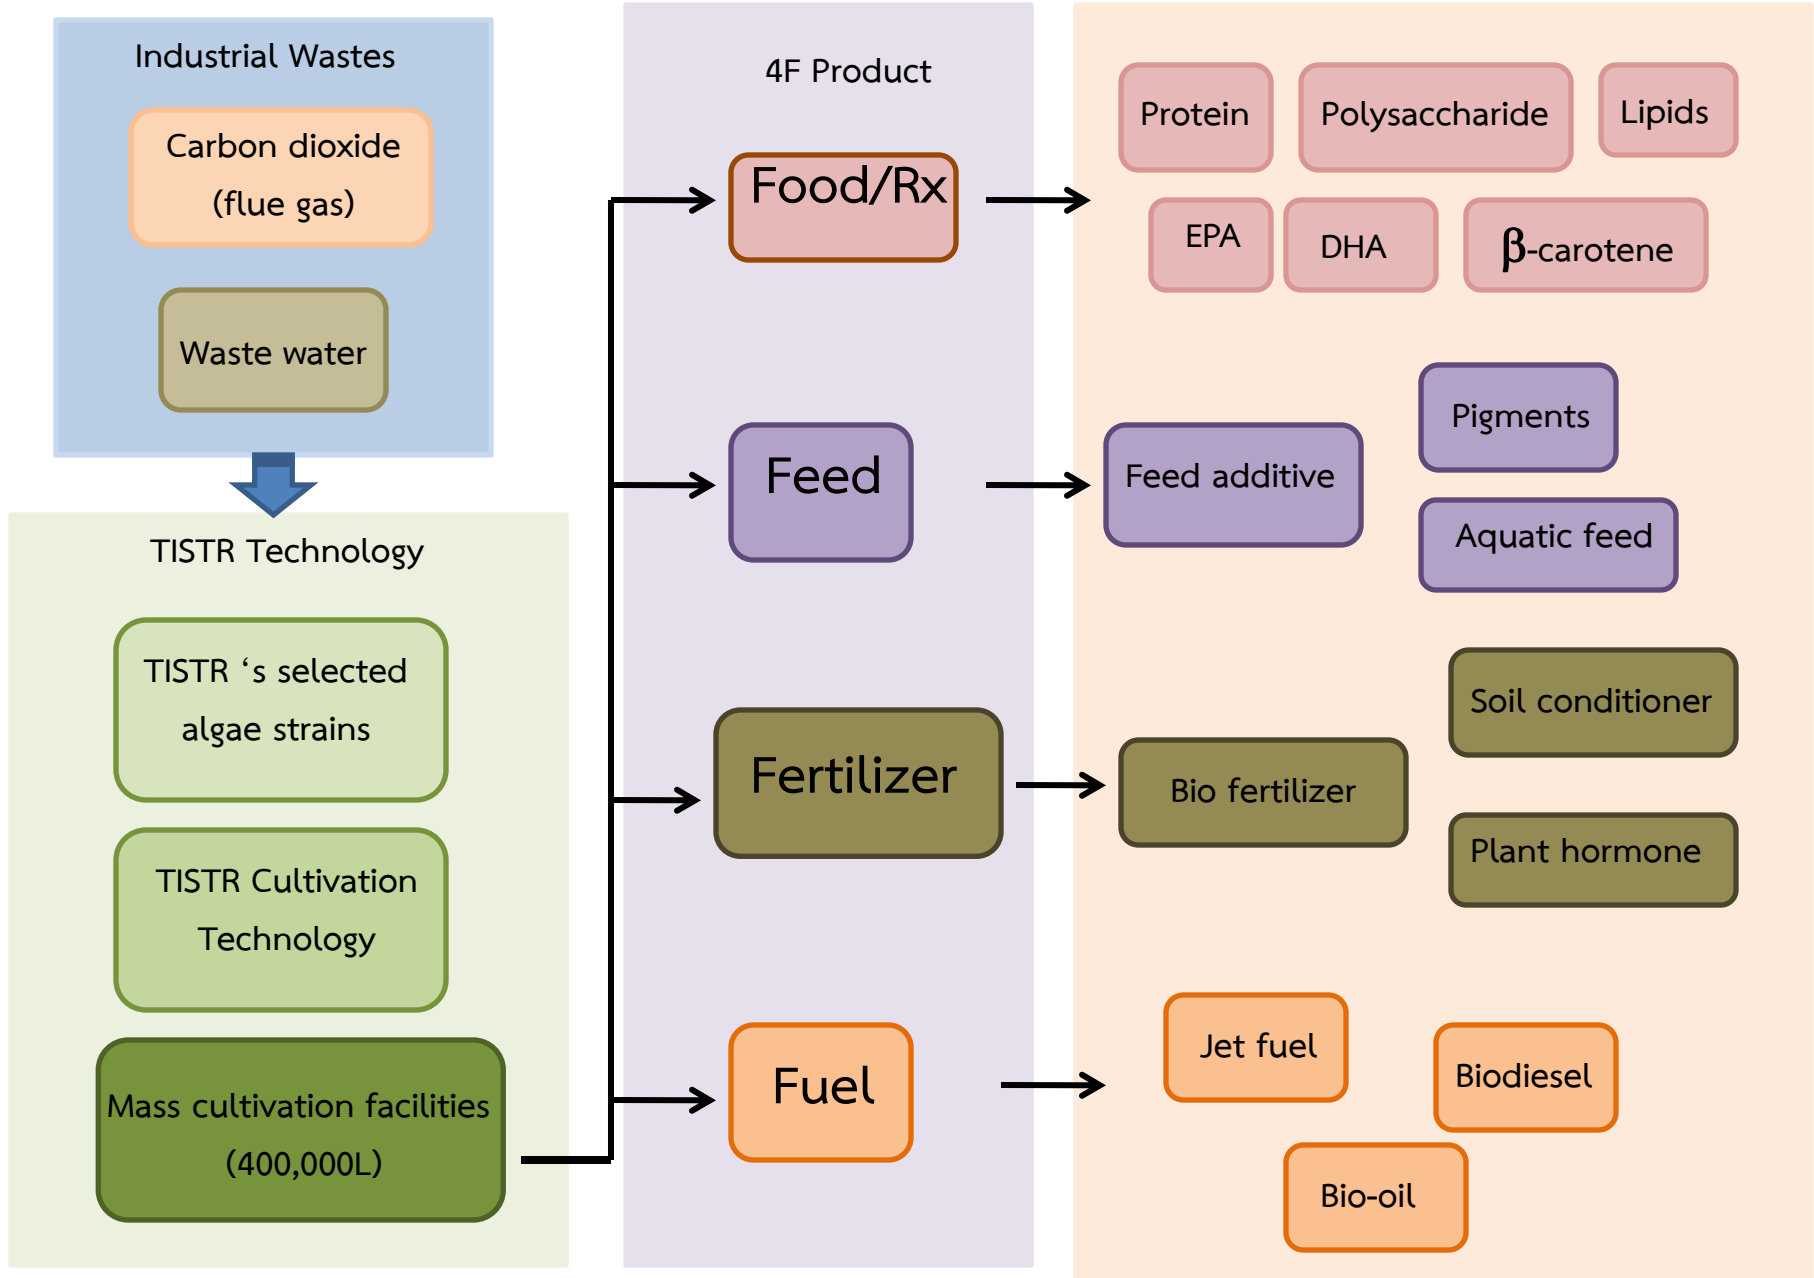 Industrial Wastes
Carbon dioxide
(flue gas)
Waste water
TISTR Technology
TISTR ‘s selected
algae strains
TISTR Cultivation
Technology
Mass cultivation facilities
(400,000L)
4F Product
Food/Rx
Feed
Fertilizer
Fuel
Protein
Polysaccharide
Lipids
EPA
DHA
β-carotene
Pigments
Feed additive
Aquatic feed
Soil conditioner
Bio fertilizer
Plant hormone
Jet fuel
Biodiesel
Bio-oil